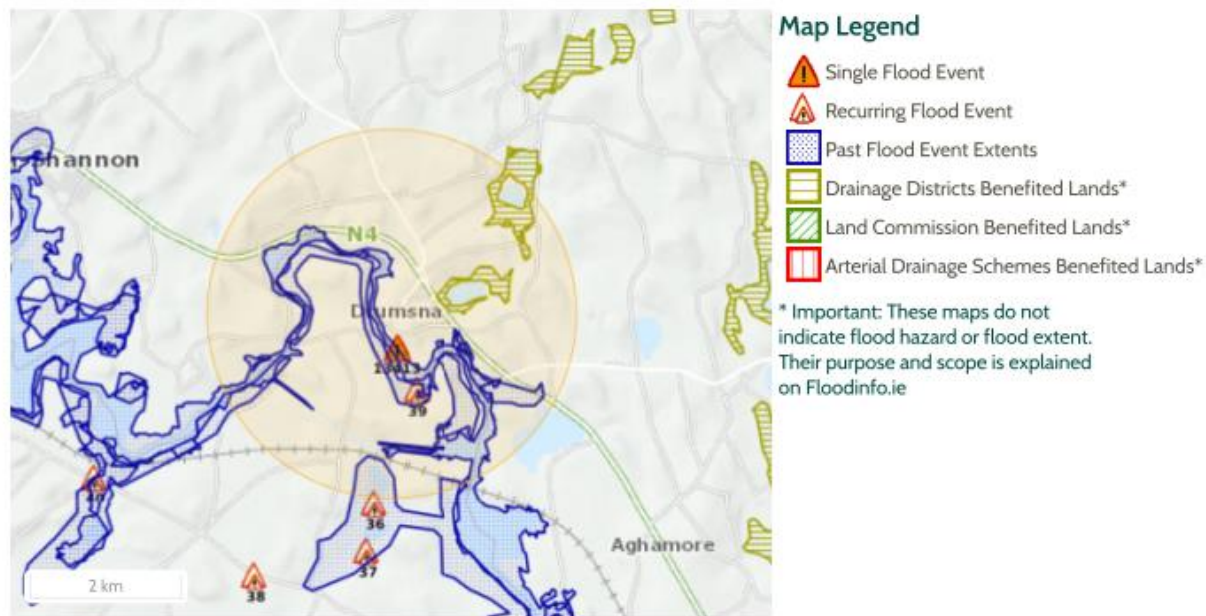 Shannon
N4
Drumsna
39
40
36
37
38
Aghamore
2 km
Map Legend
Single Flood Event
Recurring Flood Event
Past Flood Event Extents
Drainage Districts Benefited Lands*
Land Commission Benefited Lands*
Arterial Drainage Schemes Benefited Lands*
* Important: These maps do not
indicate flood hazard or flood extent.
Their purpose and scope is explained
on Floodinfo.ie